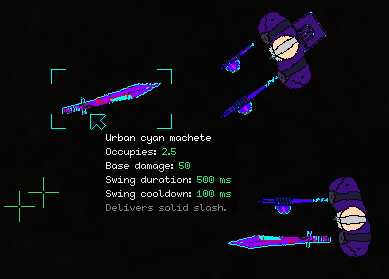 Urban cyan machete
Occupies: 2.5
Base damage: 50
Swing duration: 500 ms
Swing cooldown: 100 ms
Delivers solid slash.